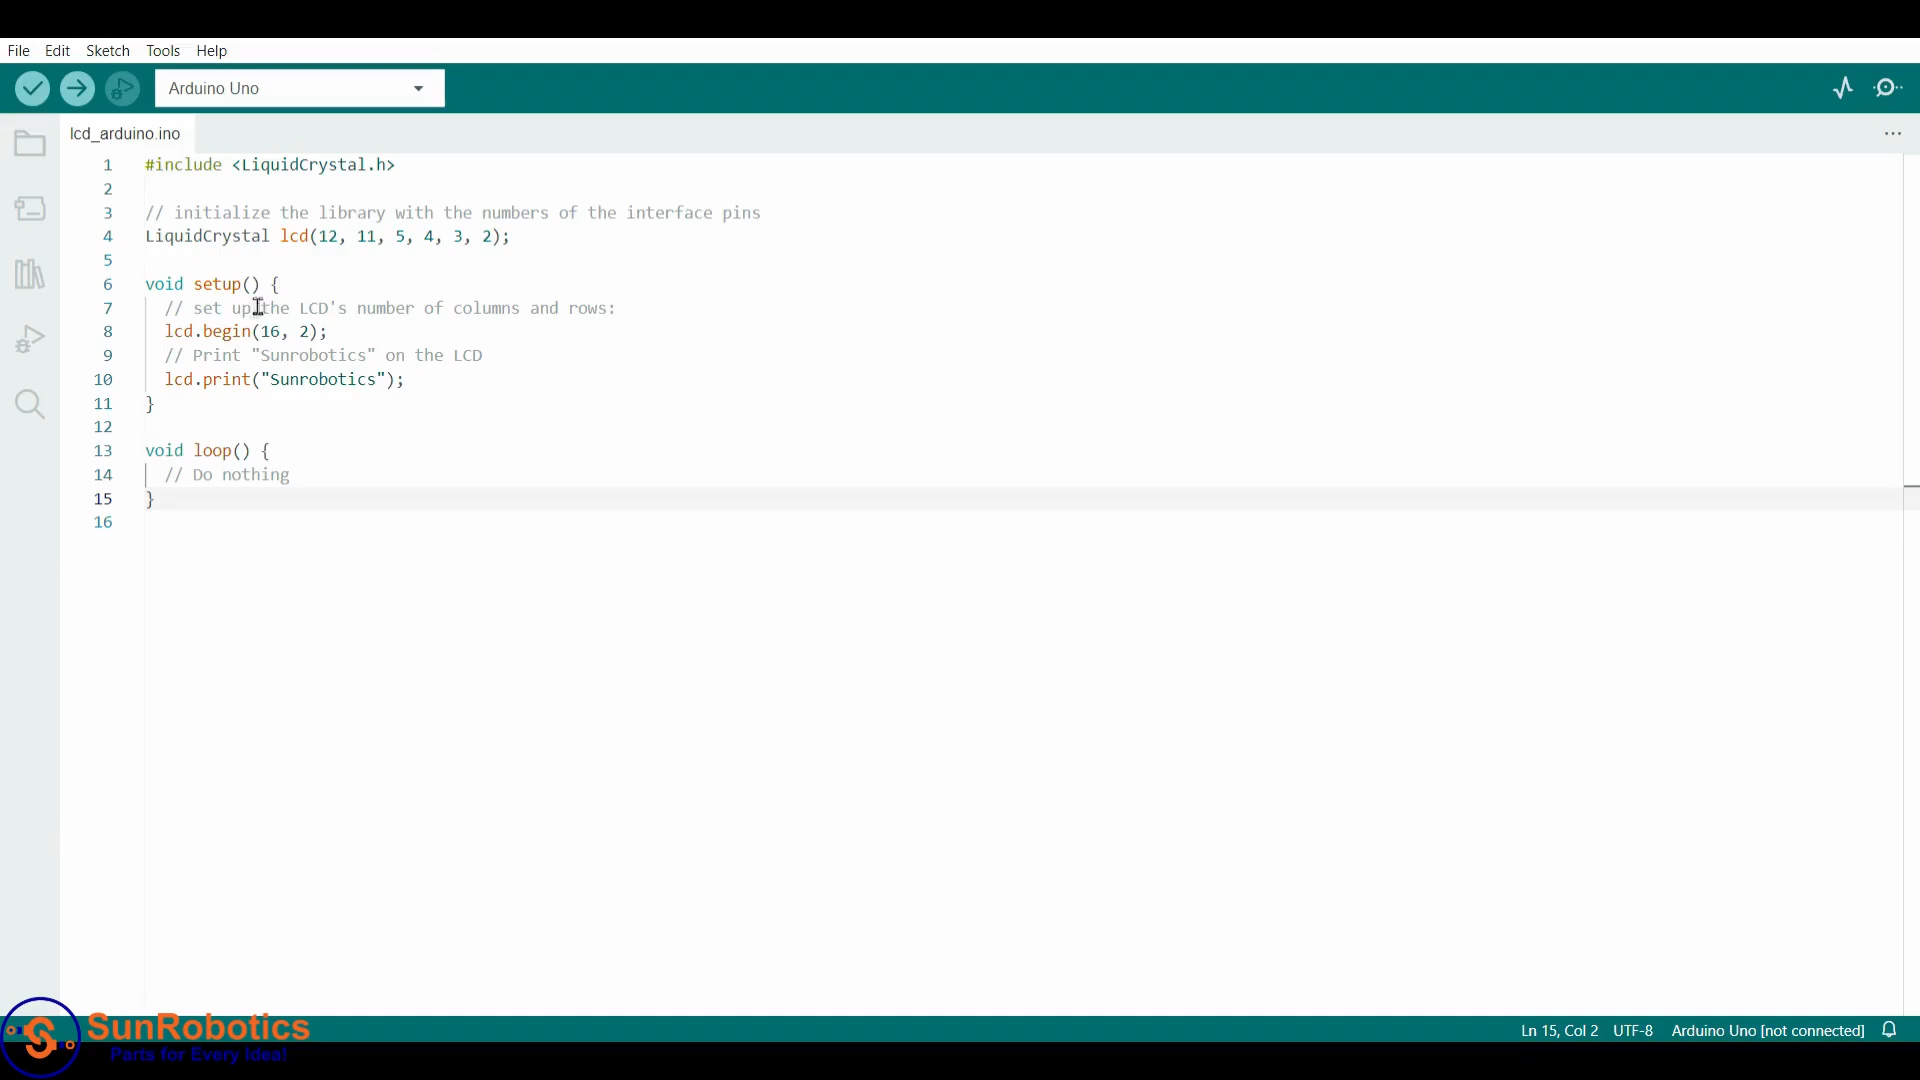 File Edit Sketch Tools Help
Arduino Uno
lcd_arduino.ino
1 #include <LiquidCrystal.h>
2
3 // initialize the library with the numbers of the interface pins
4 LiquidCrystal lcd(12, 11, 5, 4, 3, 2);
5
6 void setup() {
7 // set up the LCD's number of columns and rows:
8 lcd.begin(16, 2);
9 // Print "Sunrobotics" on the LCD
10 lcd.print("Sunrobotics");
11 }
12
13 void loop() {
14 // Do nothing
15 }
16
SunRobotics
Parts for Every Idea!
Ln 15, Col 2 UTF-8 Arduino Uno [not connected]